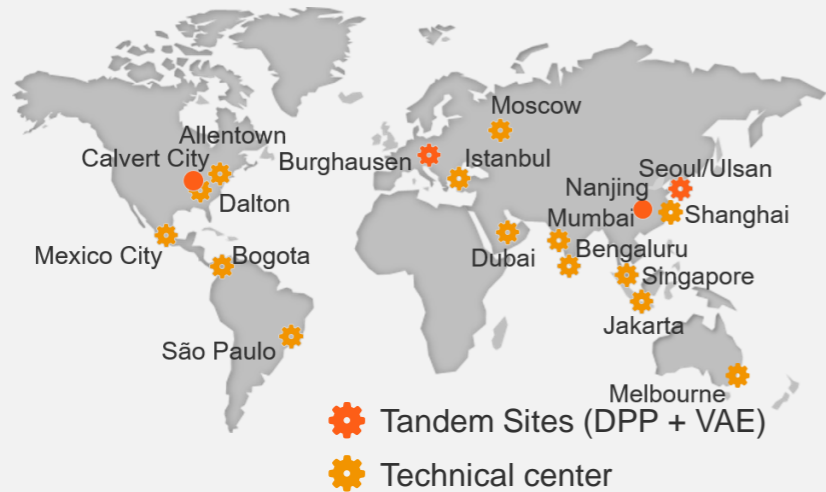 Moscow
Allentown
Calvert City
Burghausen
Istanbul
Seoul/Ulsan
Nanjing
Dalton
Mumbai
Shanghai
Mexico City
Bogota
Dubai
Bengaluru
Singapore
Jakarta
São Paulo
Melbourne
Tandem Sites (DPP + VAE)
Technical center